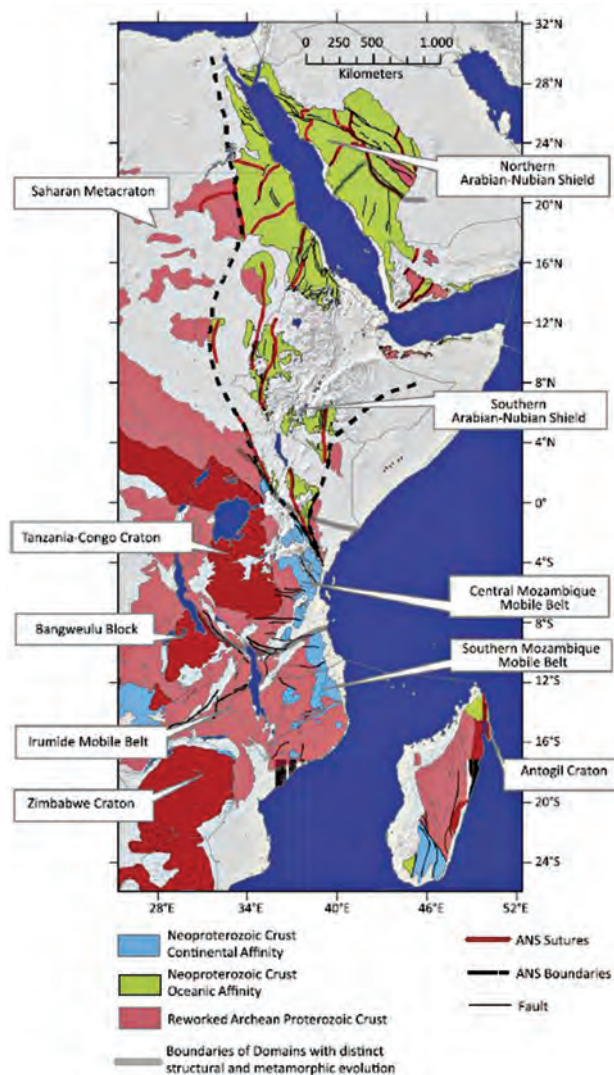 0 250 500 1.000
Kilometers
32°N
28°N
24°N
20°N
16°N
12°N
8°N
4°N
0°
4°S
8°S
12°S
16°S
20°S
24°S
Northern
Arabian-Nubian Shield
Saharan Metacraton
Southern
Arabian-Nubian Shield
Tanzania-Congo Craton
Central Mozambique
Mobile Belt
Bangweulu Block
Southern Mozambique
Mobile Belt
Irumide Mobile Belt
Antogil Craton
Zimbabwe Craton
28°E 34°E 40°E 46°E 52°E
Neoproterozoic Crust
Continental Affinity
Neoproterozoic Crust
Oceanic Affinity
Reworked Archean Proterozoic Crust
Boundaries of Domains with distinct
structural and metamorphic evolution
ANS Sutures
ANS Boundaries
Fault